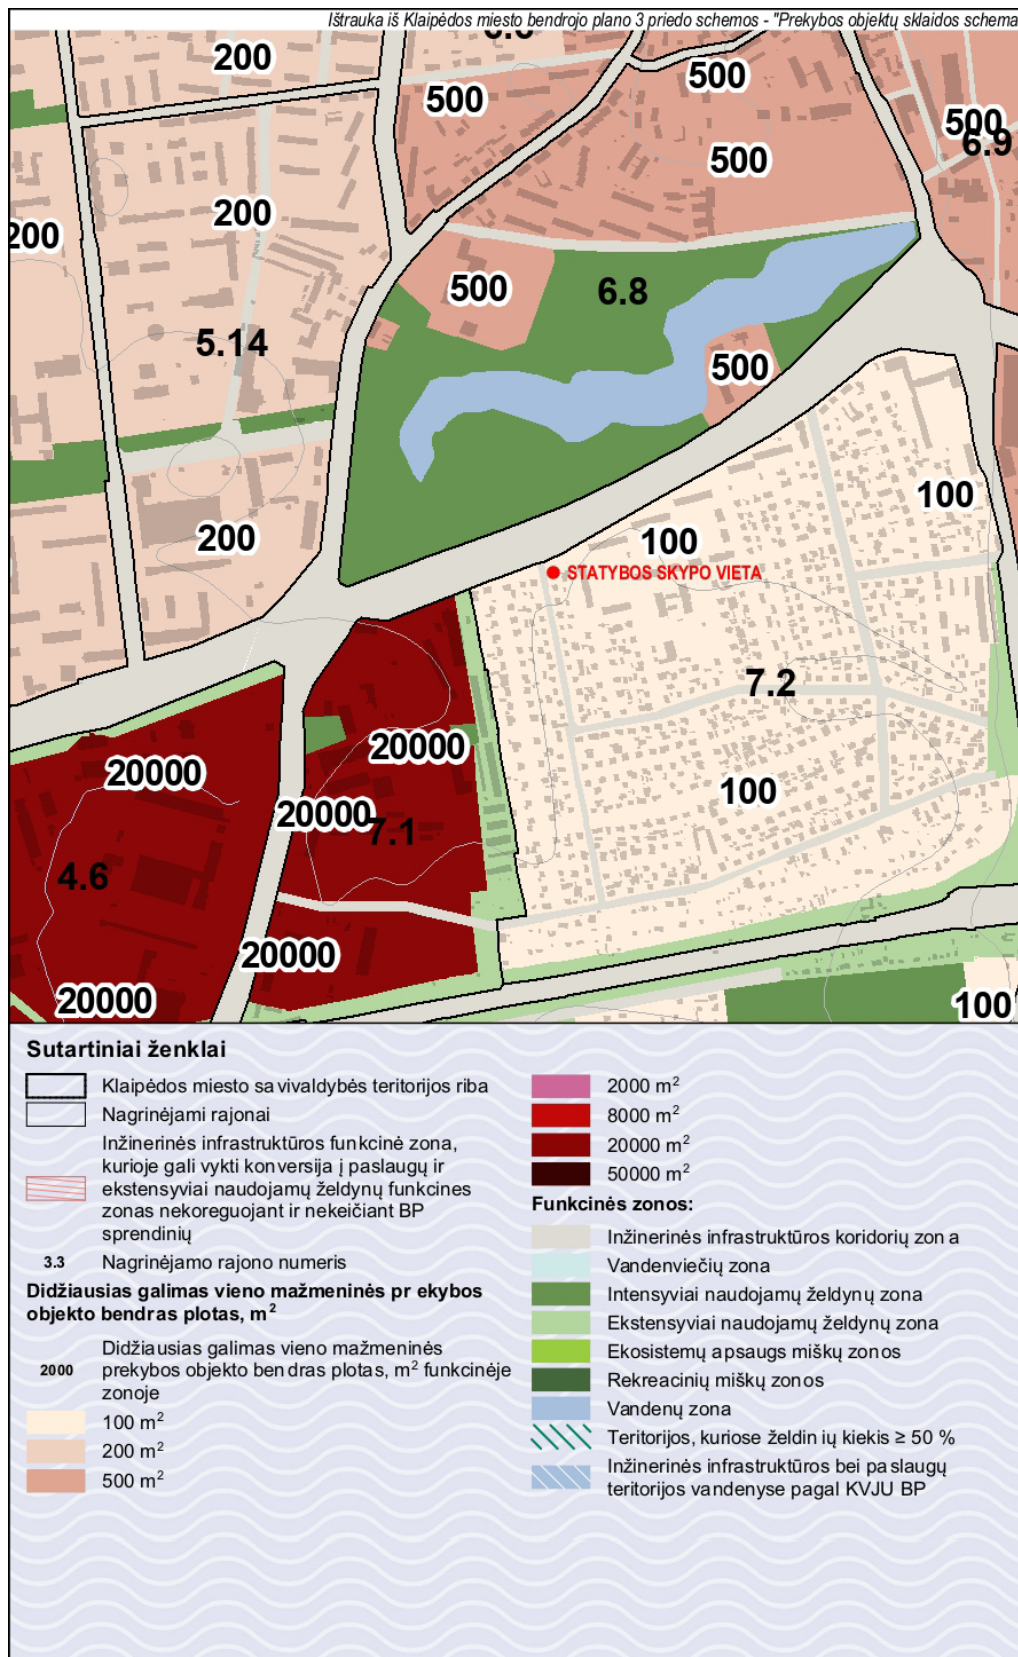 Ištrauka iš Klaipėdos miesto bendrojo plano 3 priedo schemos - "Prekybos objektų sklaidos schema
200
500
500
500
500
6.9
200
200
500
6.8
5.14
500
200
100
100
STATYBOS SKYPO VIETA
7.2
20000
20000
20000
7.1
100
4.6
20000
20000
100
Sutartiniai ženklai
Klaipėdos miesto savivaldybės teritorijos riba
Nagrinėjami rajonai
Inžinerinės infrastruktūros funkcinė zona,
kurioje gali vykti konversija į paslaugų ir
ekstensyviai naudojamų želdynų funkcines
zonas nekoreguojant ir nekeičiant BP
sprendinių
3.3 Nagrinėjamo rajono numeris
Didžiausias galimas vieno mažmeninės pr ekybos
objekto bendras plotas, m²
Didžiausias galimas vieno mažmeninės
2000 prekybos objekto bendras plotas, m² funkcinėje
zonoje
100 m²
200 m²
500 m²
2000 m²
8000 m²
20000 m²
50000 m²
Funkcinės zonos:
Inžinerinės infrastruktūros koridorių zon a
Vandenviečių zona
Intensyviai naudojamų želdynų zona
Ekstensyviai naudojamų želdynų zona
Ekosistemų apsaugs miškų zonos
Rekreacinių miškų zonos
Vandenų zona
Teritorijos, kuriose želdin ių kiekis ≥ 50 %
Inžinerinės infrastruktūros bei paslaugų
teritorijos vandenyse pagal KVJU BP